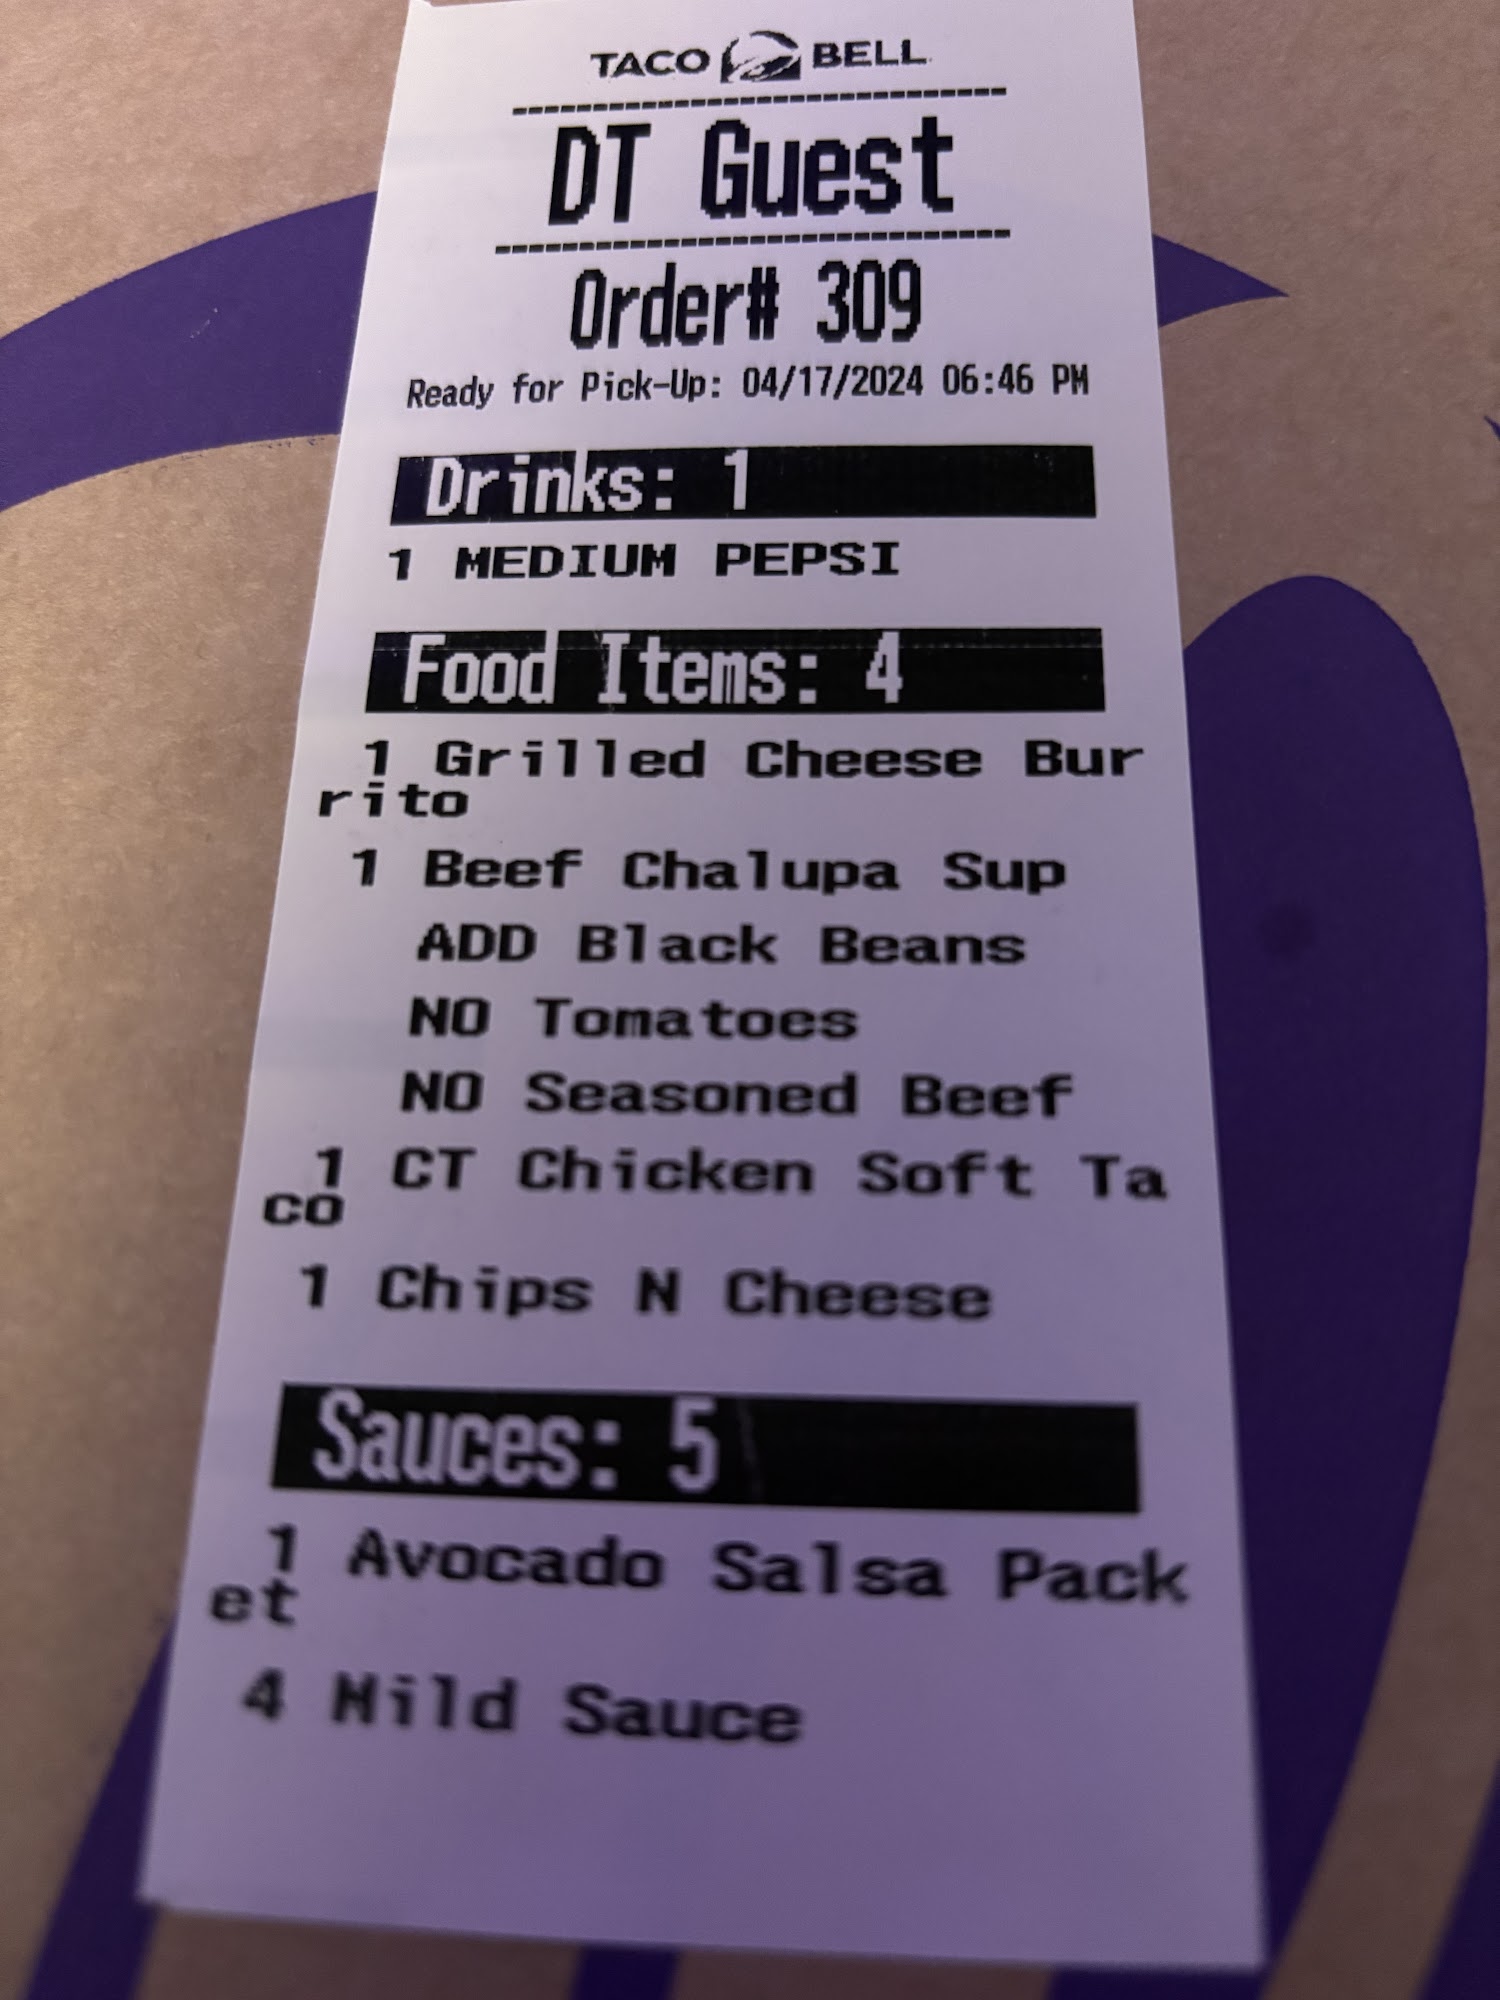 TACO BELL
DT Guest
Order# 309
Ready for Pick-Up: 04/17/2024 06:46 PM
Drinks: 1
1 MEDIUM PEPSI
Food Items: 4
1 Grilled Cheese Bur
rito
1 Beef Chalupa Sup
ADD Black Beans
NO Tomatoes
NO Seasoned Beef
1 CT Chicken Soft Ta
co
1 Chips N Cheese
Sauces: 5
1 Avocado Salsa Pack
et
4 Mild Sauce